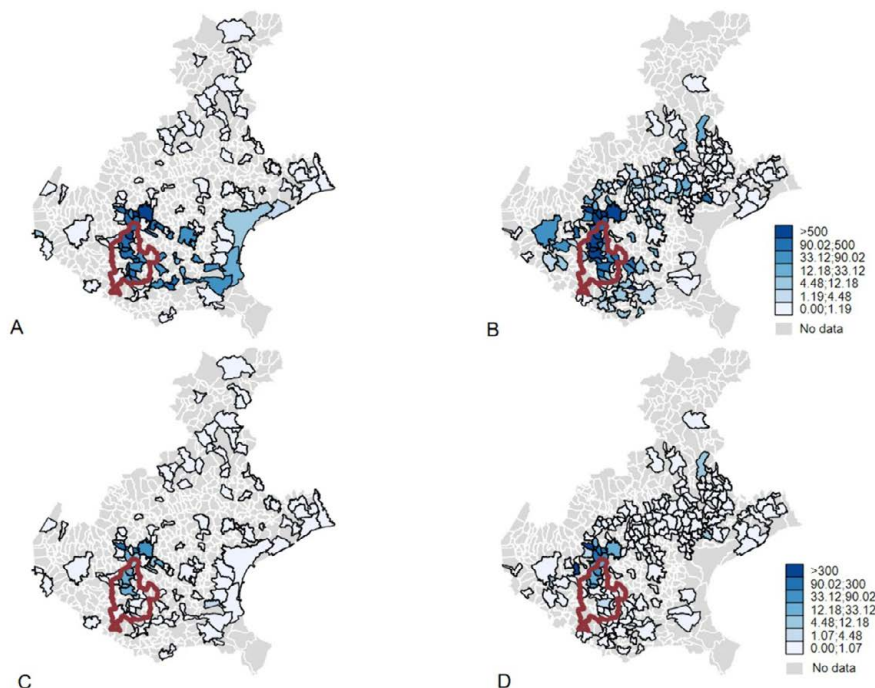 A
B
>500
90.02;500
33.12;90.02
12.18;33.12
4.48;12.18
1.19;4.48
0.00;1.19
No data
C
D
>300
90.02;300
33.12;90.02
12.18;33.12
4.48;12.18
1.07;4.48
0.00;1.07
No data